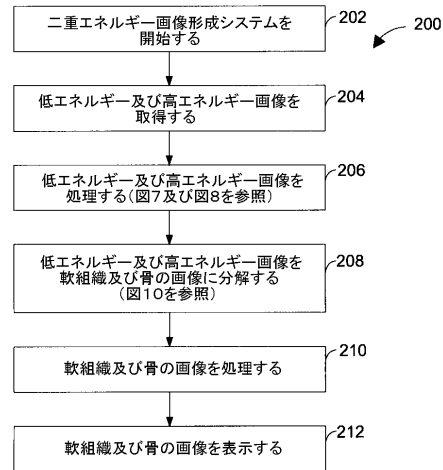 二重エネルギー画像形成システムを
開始する
202
200
低エネルギー及び高エネルギー画像を
取得する
204
低エネルギー及び高エネルギー画像を
処理する(図7及び図8を参照)
206
低エネルギー及び高エネルギー画像を
軟組織及び骨の画像に分解する
(図10を参照)
208
軟組織及び骨の画像を処理する
210
軟組織及び骨の画像を表示する
212